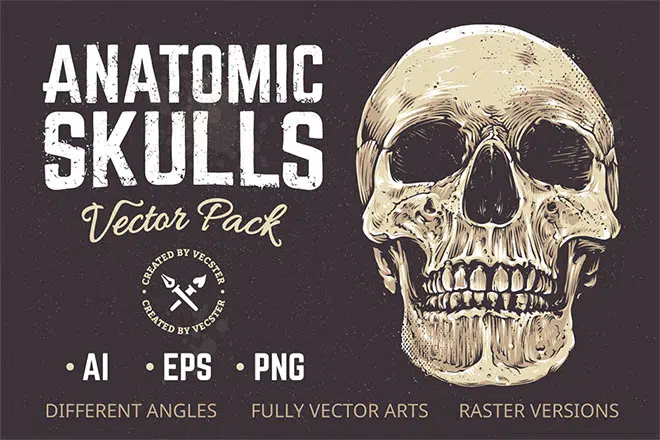 ANATOMIC
SKULLS
Vector Pack
• CREATED BY VECSTER •
CREATED BY VECSTER
• AI • EPS • PNG
DIFFERENT ANGLES FULLY VECTOR ARTS RASTER VERSIONS